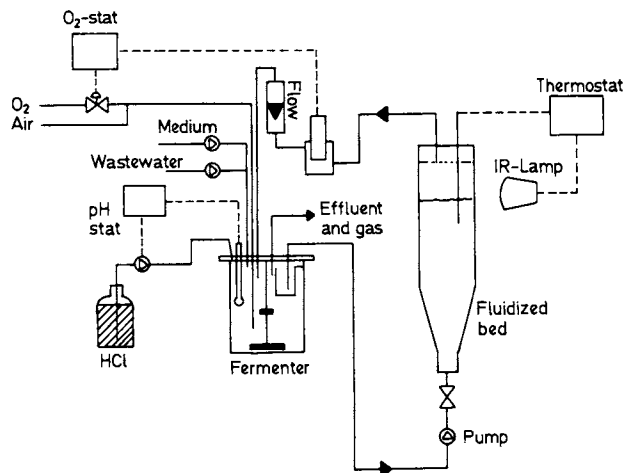 O₂-stat
O₂
Air
Flow
Thermostat
Medium
IR-Lamp
Wastewater
pH
stat
Effluent
and gas
Fluidized
bed
HCl
Fermenter
Pump